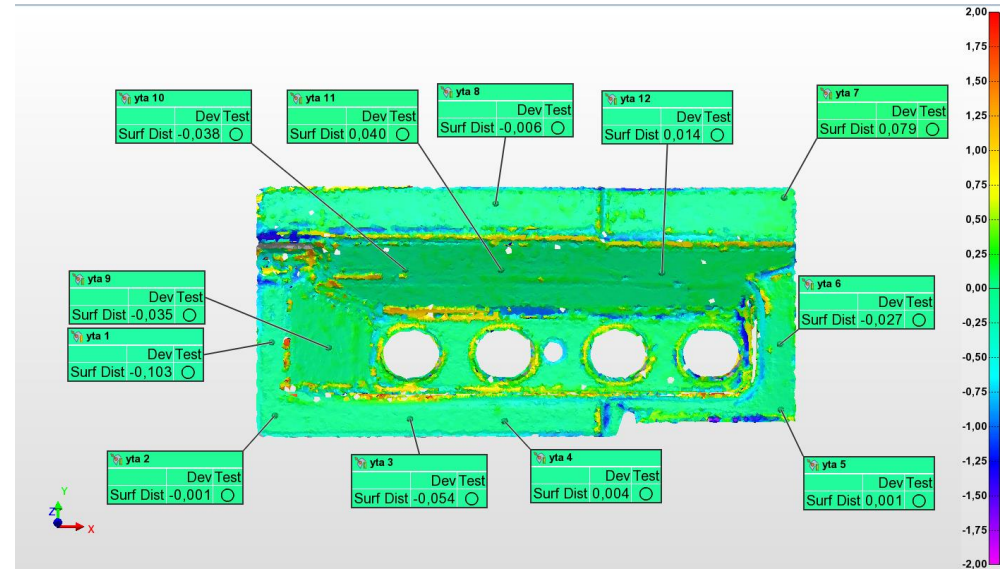 2,00
1,75
1,50
1,25
1,00
0,75
0,50
0,25
0,00
-0,25
-0,50
-0,75
-1,00
-1,25
-1,50
-1,75
-2,00
yta 10
Dev Test
Surf Dist -0,038
yta 11
Dev Test
Surf Dist 0,040
yta 8
Dev Test
Surf Dist -0,006
yta 12
Dev Test
Surf Dist 0,014
yta 7
Dev Test
Surf Dist 0,079
yta 9
Dev Test
Surf Dist -0,035
yta 1
Dev Test
Surf Dist -0,103
yta 6
Dev Test
Surf Dist -0,027
yta 2
Dev Test
Surf Dist -0,001
yta 3
Dev Test
Surf Dist -0,054
yta 4
Dev Test
Surf Dist 0,004
yta 5
Dev Test
Surf Dist 0,001
Y
Z
X